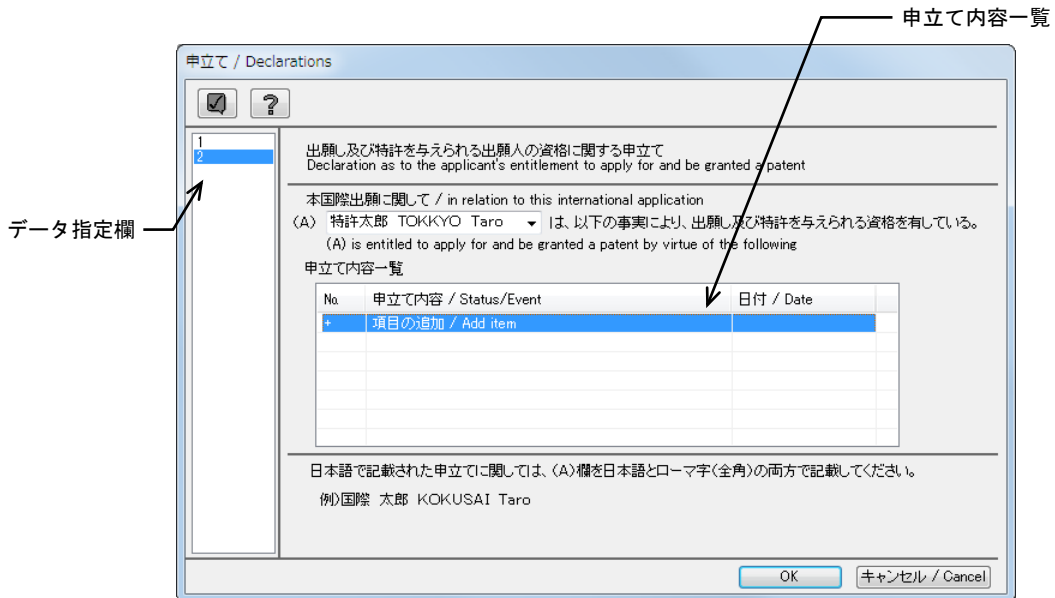 申立て内容一覧
申立て / Declarations
1
2
出願し及び特許を与えられる出願人の資格に関する申立て
Declaration as to the applicant's entitlement to apply for and be granted a patent
本国際出願に関して / in relation to this international application
(A) 特許太郎 TOKKYO Taro は、以下の事実により、出願し及び特許を与えられる資格を有している。
(A) is entitled to apply for and be granted a patent by virtue of the following
データ指定欄
申立て内容一覧
No. 申立て内容 / Status/Event 日付 / Date
+ 項目の追加 / Add item
日本語で記載された申立てに関しては、(A)欄を日本語とローマ字(全角)の両方で記載してください。
例)国際 太郎 KOKUSAI Taro
OK キャンセル / Cancel